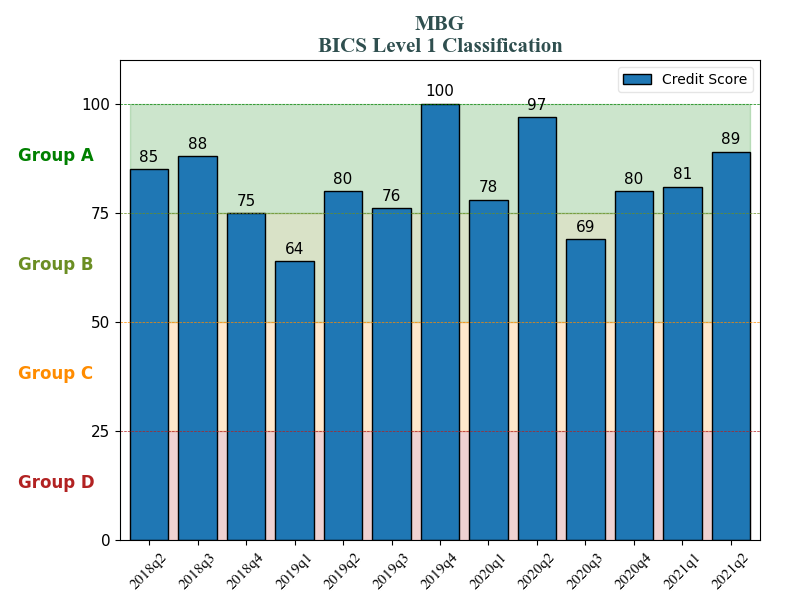 MBG
BICS Level 1 Classification
Credit Score
100
75
50
25
0
Group A
Group B
Group C
Group D
85
88
75
64
80
76
100
78
97
69
80
81
89
2018q2
2018q3
2018q4
2019q1
2019q2
2019q3
2019q4
2020q1
2020q2
2020q3
2020q4
2021q1
2021q2